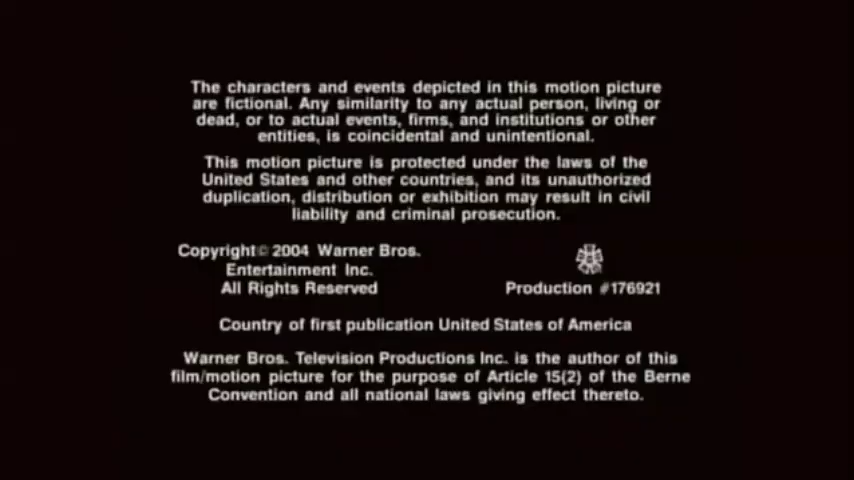 The characters and events depicted in this motion picture
are fictional. Any similarity to any actual person, living or
dead, or to actual events, firms, and institutions or other
entities, is coincidental and unintentional.
This motion picture is protected under the laws of the
United States and other countries, and its unauthorized
duplication, distribution or exhibition may result in civil
liability and criminal prosecution.
Copyright© 2004 Warner Bros.
Entertainment Inc.
All Rights Reserved
Production #176921
Country of first publication United States of America
Warner Bros. Television Productions Inc. is the author of this
film/motion picture for the purpose of Article 15(2) of the Berne
Convention and all national laws giving effect thereto.